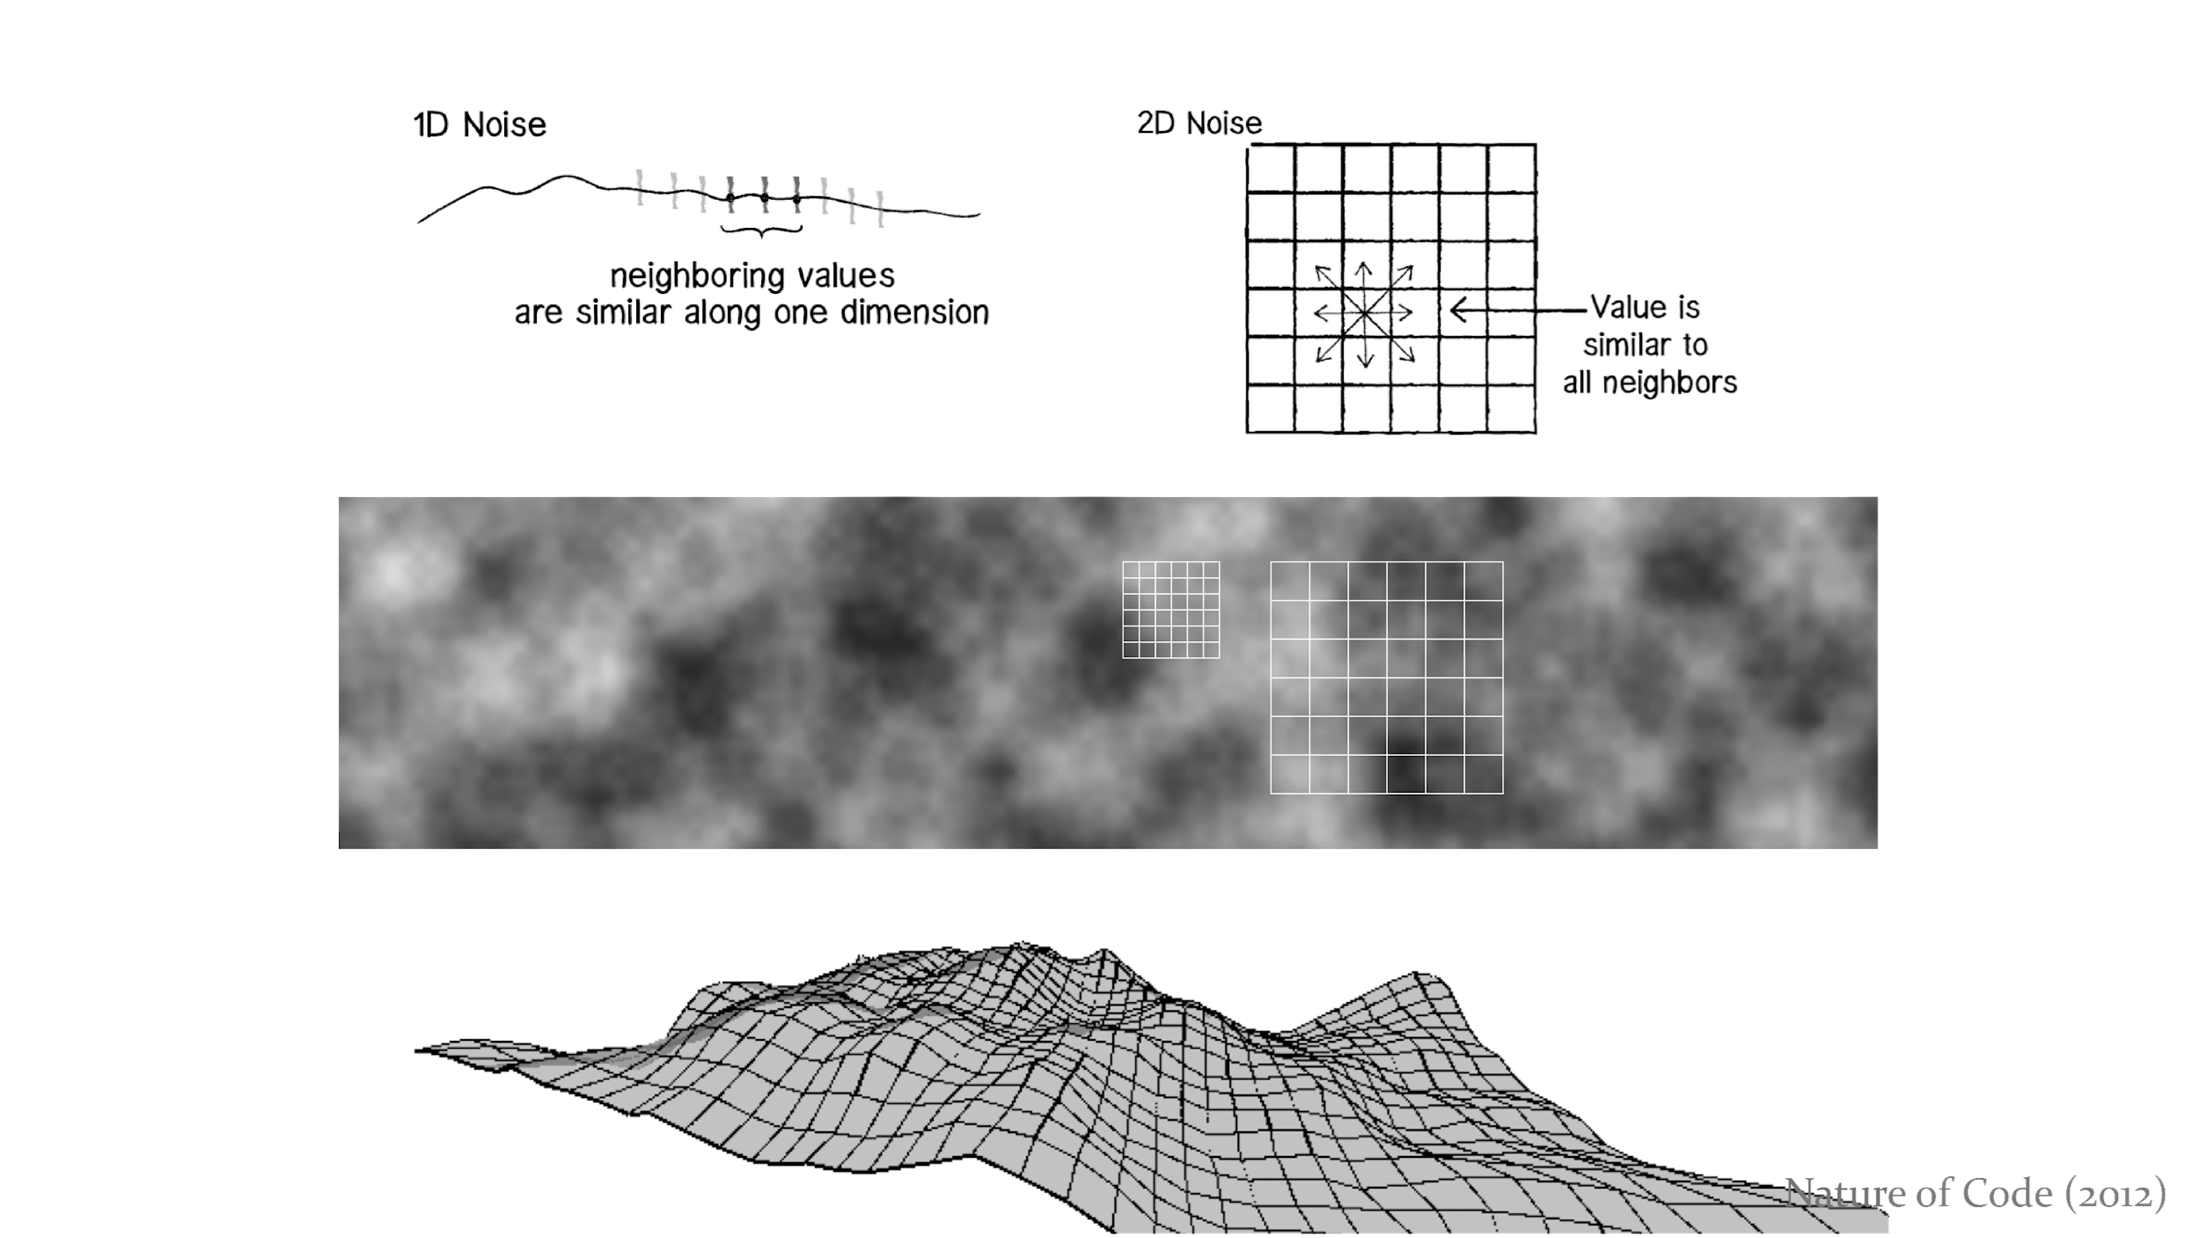 1D Noise
neighboring values
are similar along one dimension
2D Noise
Value is
similar to
all neighbors
Nature of Code (2012)